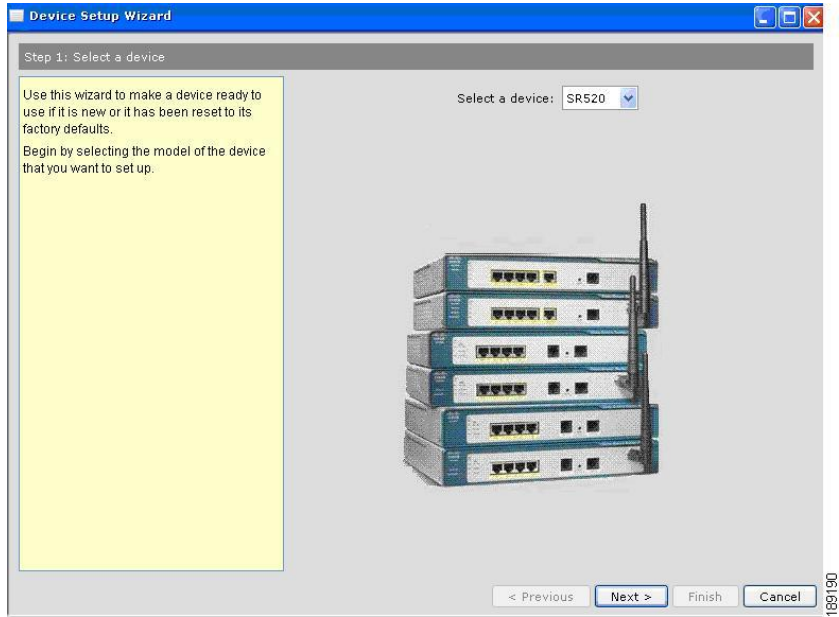 Device Setup Wizard
Step 1: Select a device
Use this wizard to make a device ready to
use if it is new or it has been reset to its
factory defaults.
Begin by selecting the model of the device
that you want to set up.
Select a device: SR520
< Previous
Next >
Finish
Cancel
189190